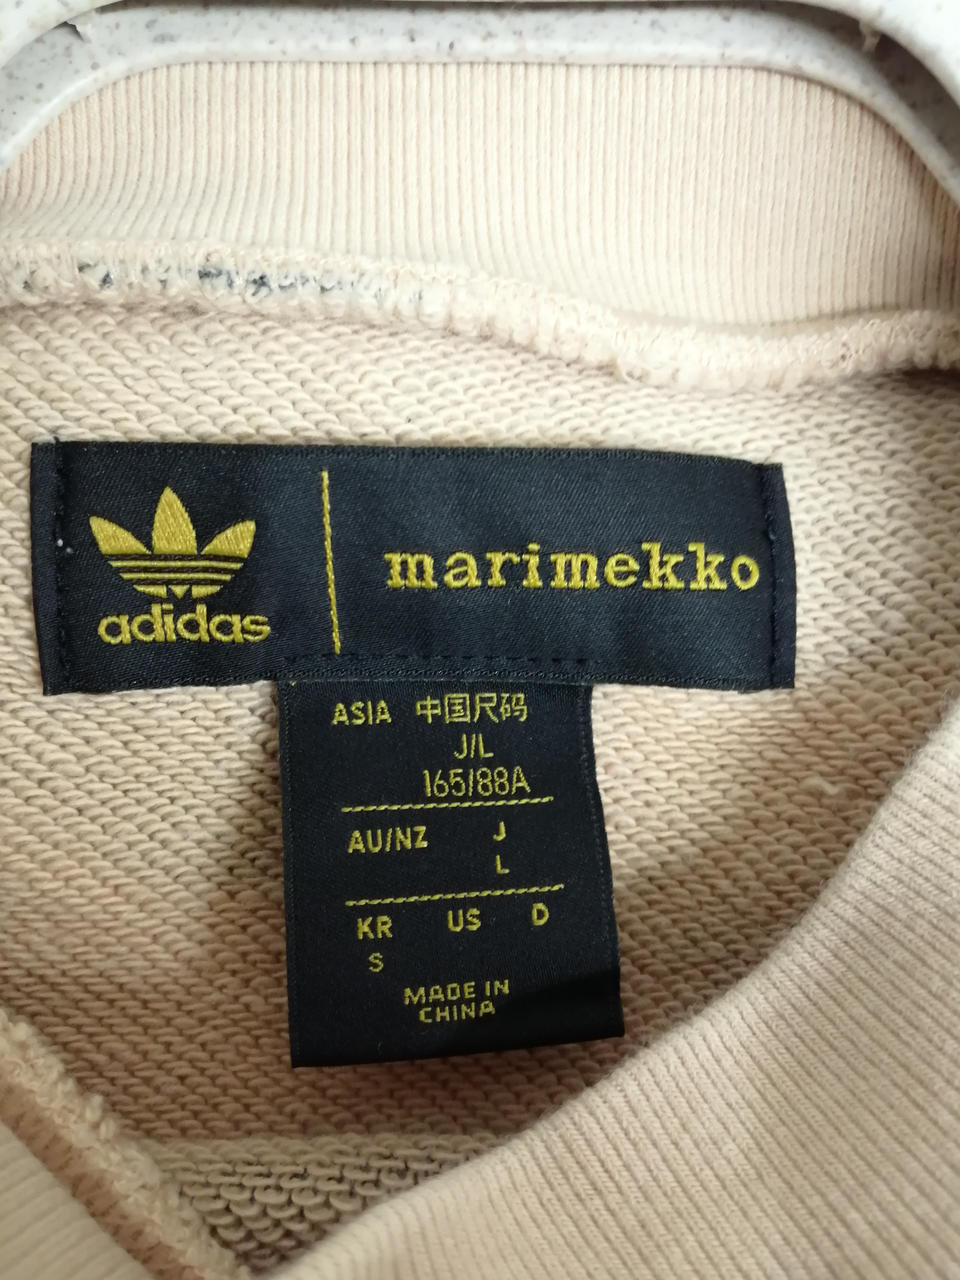 adidas
marimekko
ASIA 中国尺码
J/L
165/88A
AU/NZ J
L
KR US D
S
MADE IN
CHINA